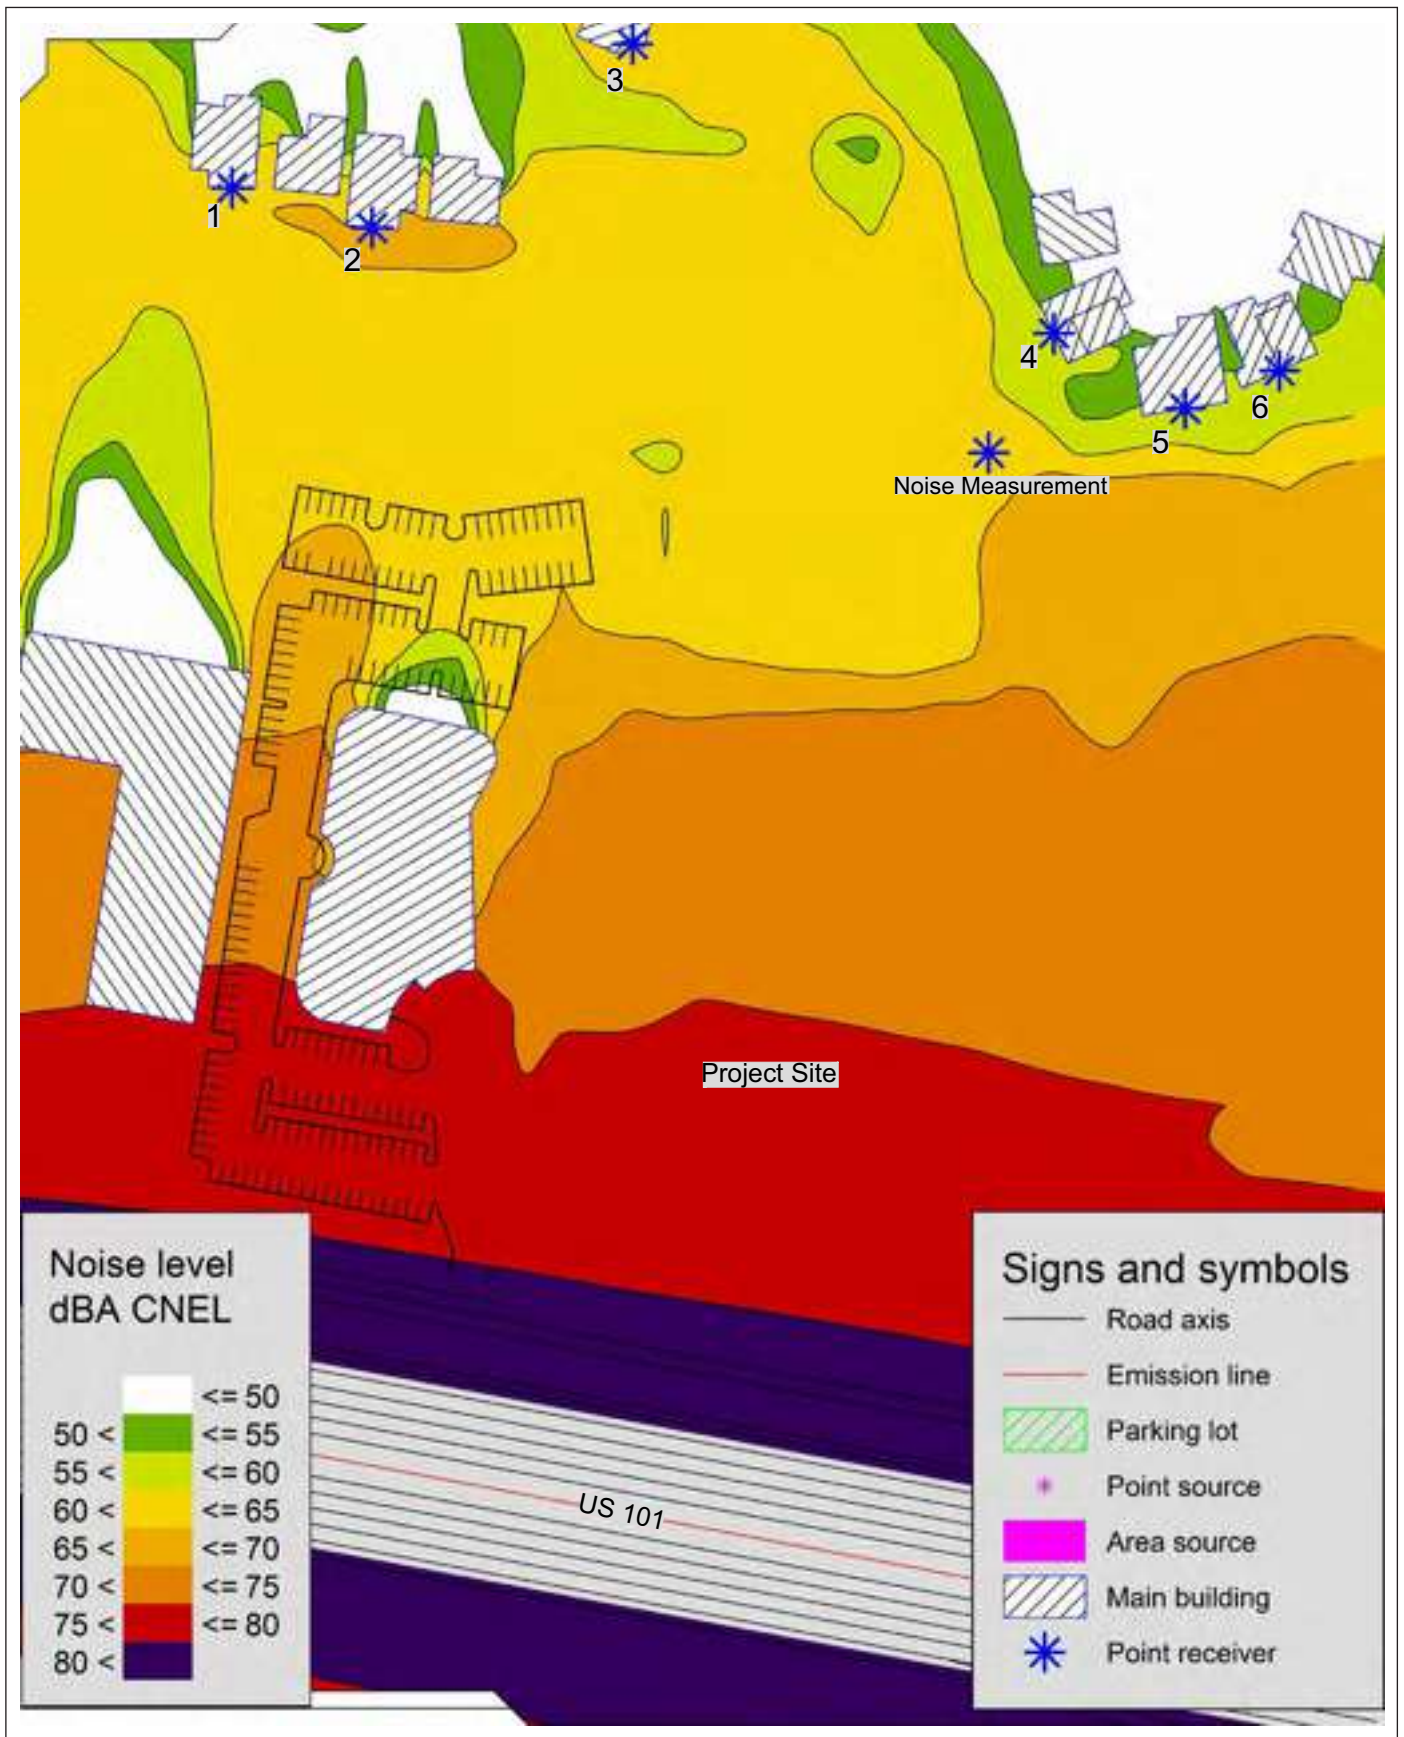 3
1
2
4
5
6
Noise Measurement
Project Site
US 101
Noise level
dBA CNEL
<= 50
50 < <= 55
55 < <= 60
60 < <= 65
65 < <= 70
70 < <= 75
75 < <= 80
80 <
Signs and symbols
Road axis
Emission line
Parking lot
Point source
Area source
Main building
Point receiver